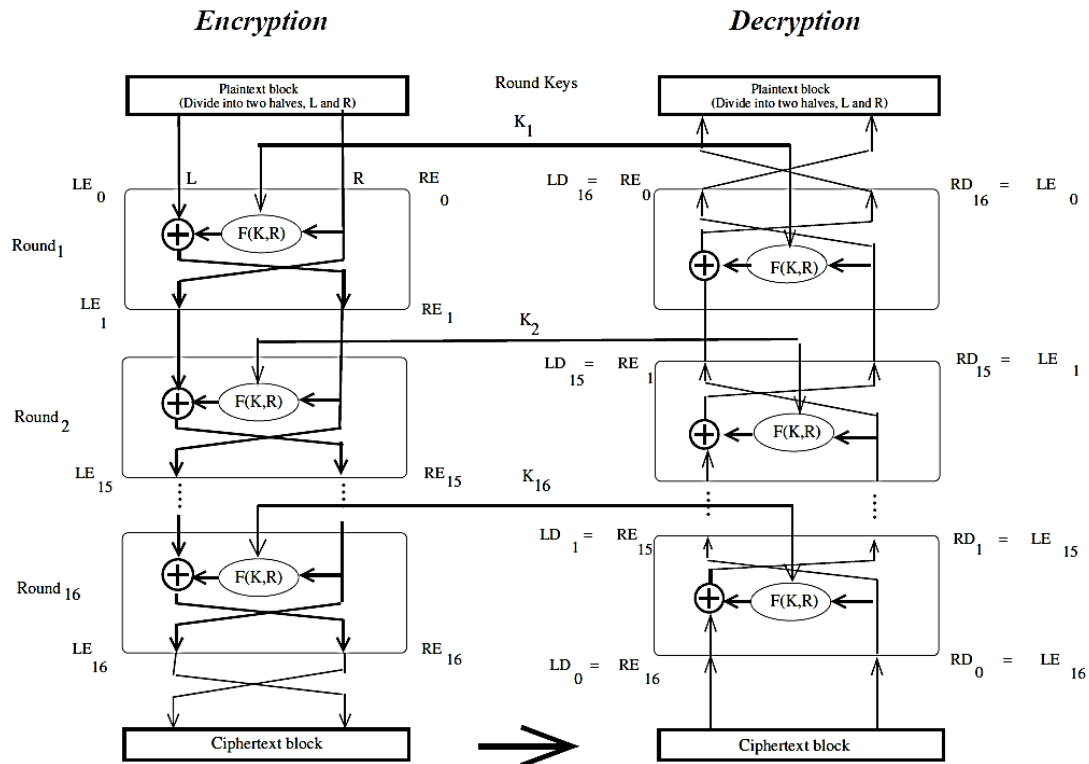 Encryption
Decryption
Plaintext block
(Divide into two halves, L and R)
Round Keys
Plaintext block
(Divide into two halves, L and R)
K1
LE0
L
R
RE0
LD16 = RE0
RD16 = LE0
Round1
F(K,R)
F(K,R)
LE1
RE1
K2
LD15 = RE1
RD15 = LE1
Round2
F(K,R)
F(K,R)
LE15
RE15
K16
LD1 = RE15
RD1 = LE15
Round16
F(K,R)
F(K,R)
LE16
RE16
LD0 = RE16
RD0 = LE16
Ciphertext block
Ciphertext block